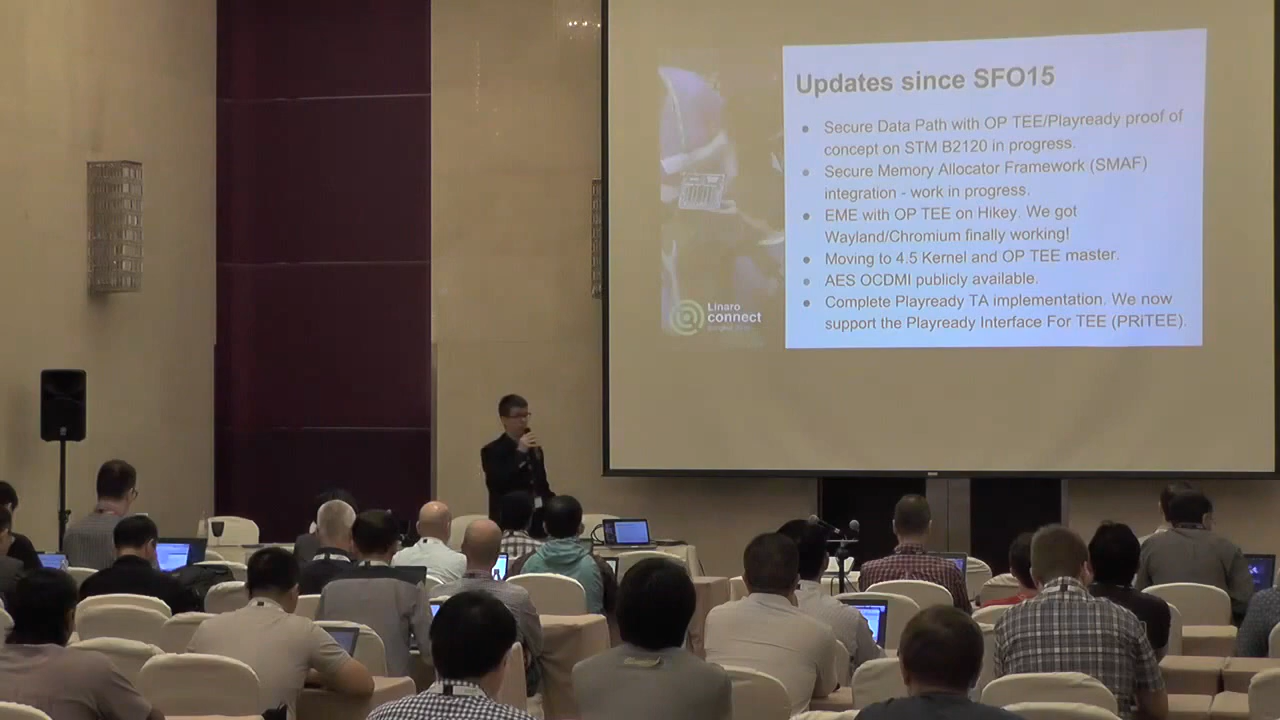 Updates since SFO15
● Secure Data Path with OP TEE/Playready proof of
concept on STM B2120 in progress.
● Secure Memory Allocator Framework (SMAF)
integration - work in progress.
● EME with OP TEE on Hikey. We got
Wayland/Chromium finally working!
● Moving to 4.5 Kernel and OP TEE master.
● AES OCDMI publicly available.
● Complete Playready TA implementation. We now
support the Playready Interface For TEE (PRiTEE).
Linaro
connect